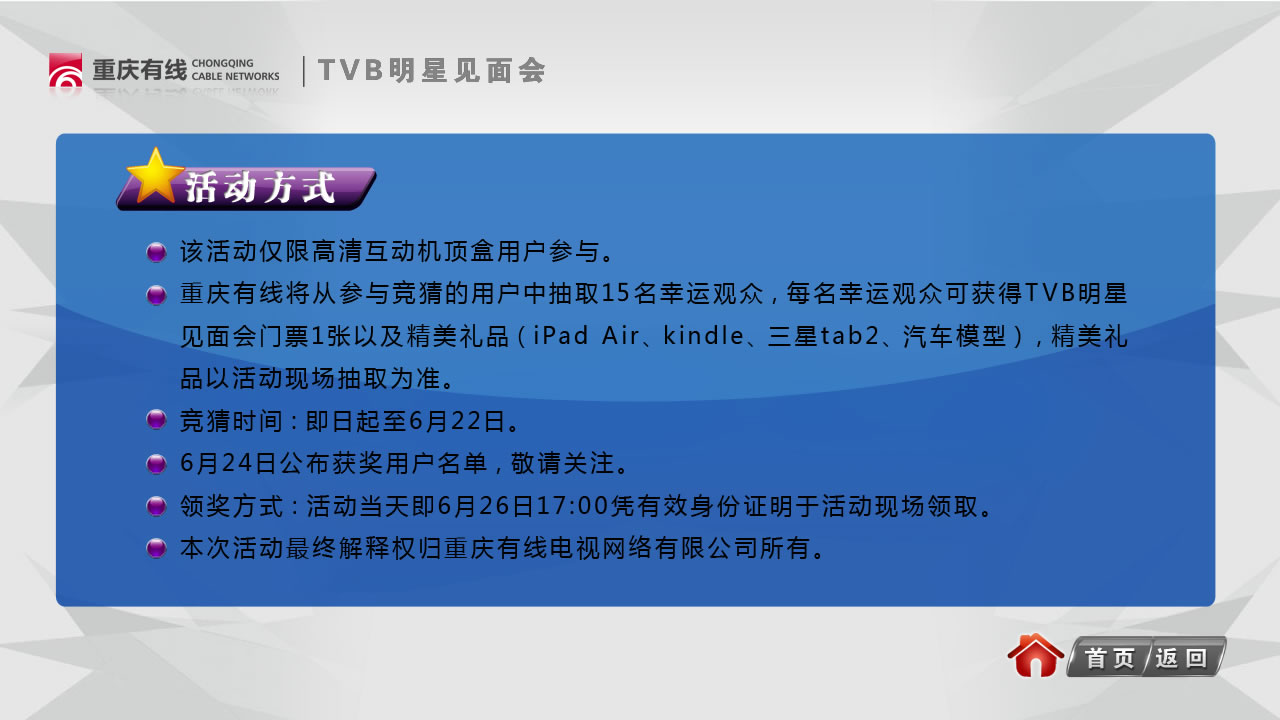 重庆有线 CHONGQING CABLE NETWORKS
TVB明星见面会
活动方式
该活动仅限高清互动机顶盒用户参与。
重庆有线将从参与竞猜的用户中抽取15名幸运观众，每名幸运观众可获得TVB明星
见面会门票1张以及精美礼品（iPad Air、kindle、三星tab2、汽车模型），精美礼
品以活动现场抽取为准。
竞猜时间：即日起至6月22日。
6月24日公布获奖用户名单，敬请关注。
领奖方式：活动当天即6月26日17:00凭有效身份证明于活动现场领取。
本次活动最终解释权归重庆有线电视网络有限公司所有。
首页 返回